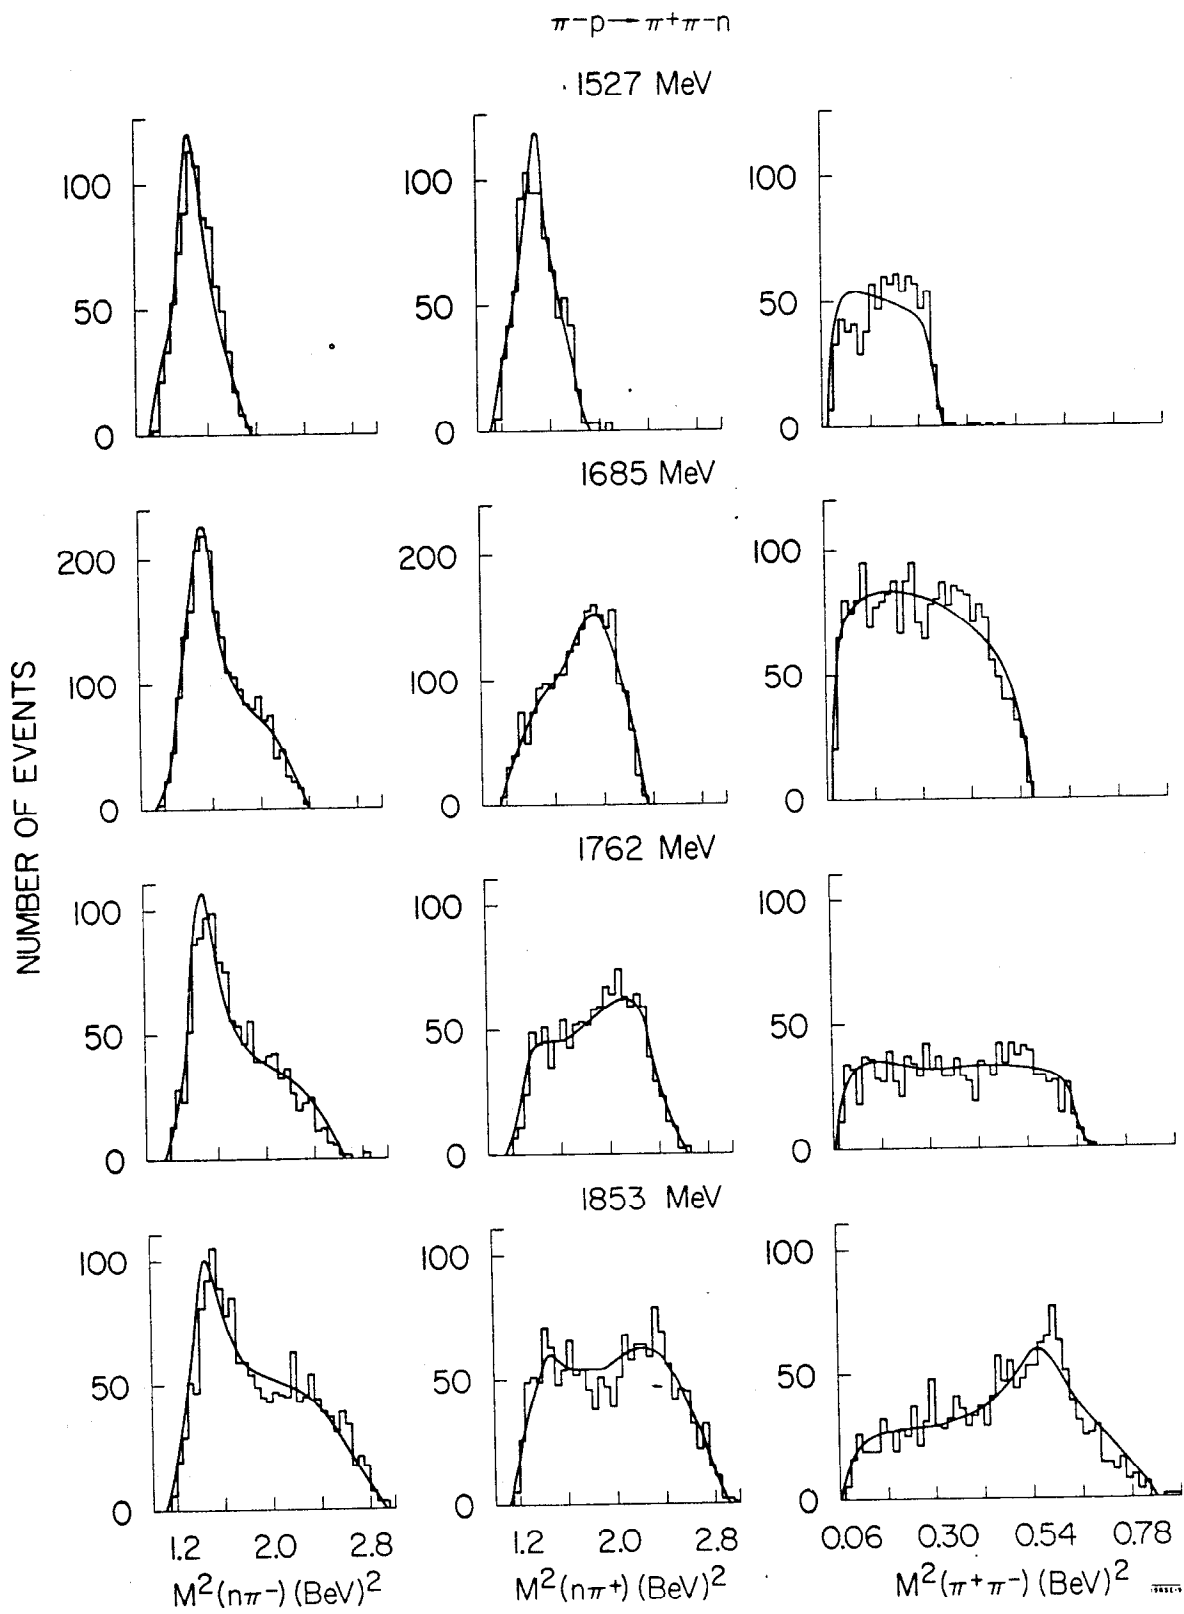 π-p→π+π-n
1527 MeV
100 100 100
50 50 50
0 0 0
1685 MeV
200 200 100
100 100 50
0 0 0
1762 MeV
100 100 100
50 50 50
0 0 0
1853 MeV
100 100 100
50 50 50
0 0 0
1.2 2.0 2.8 1.2 2.0 2.8 0.06 0.30 0.54 0.78
M²(nπ-) (BeV)² M²(nπ+) (BeV)² M²(π+π-) (BeV)²
NUMBER OF EVENTS